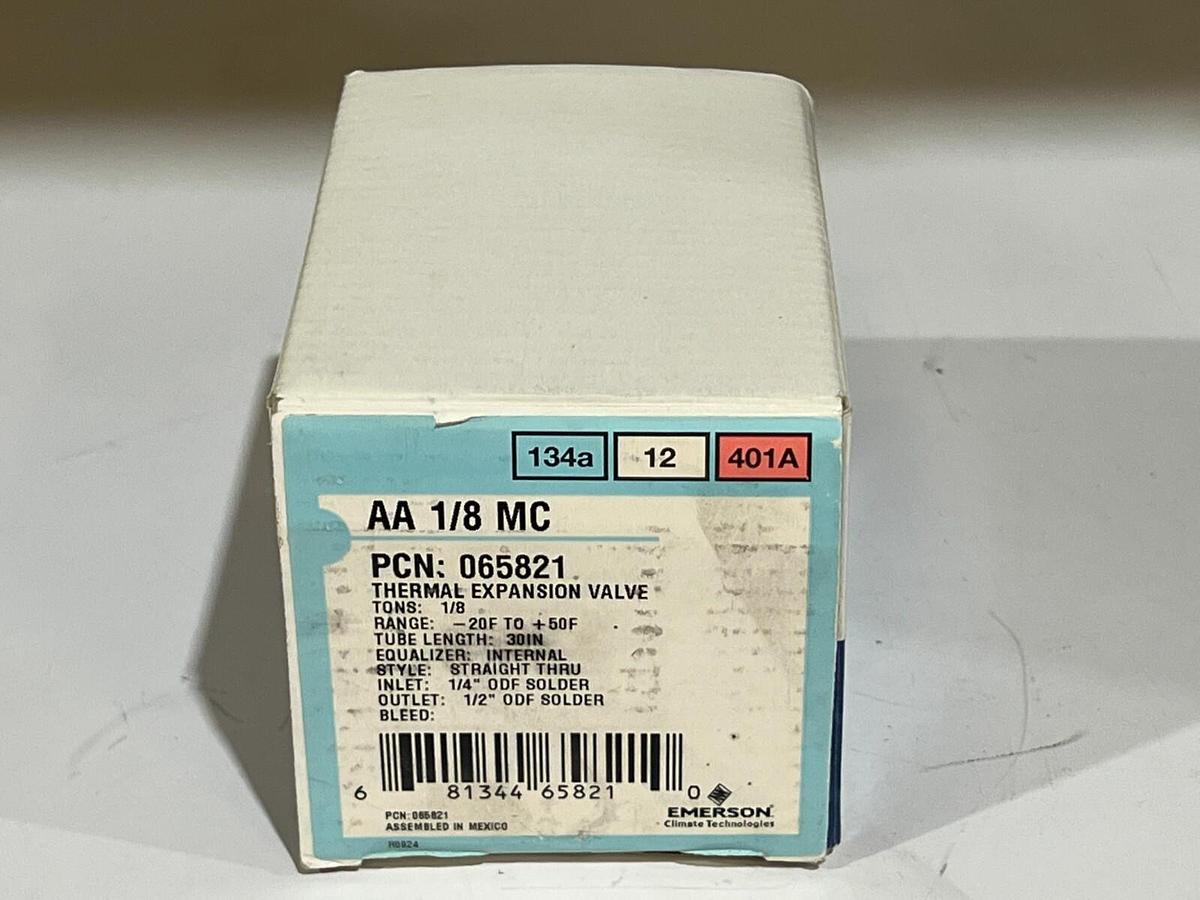 134a 12 401A
AA 1/8 MC
PCN: 065821
THERMAL EXPANSION VALVE
TONS: 1/8
RANGE: −20F TO +50F
TUBE LENGTH: 30IN
EQUALIZER: INTERNAL
STYLE: STRAIGHT THRU
INLET: 1/4" ODF SOLDER
OUTLET: 1/2" ODF SOLDER
BLEED:
6 81344 65821 0
PCN: 065821
ASSEMBLED IN MEXICO
EMERSON
Climate Technologies
R0924